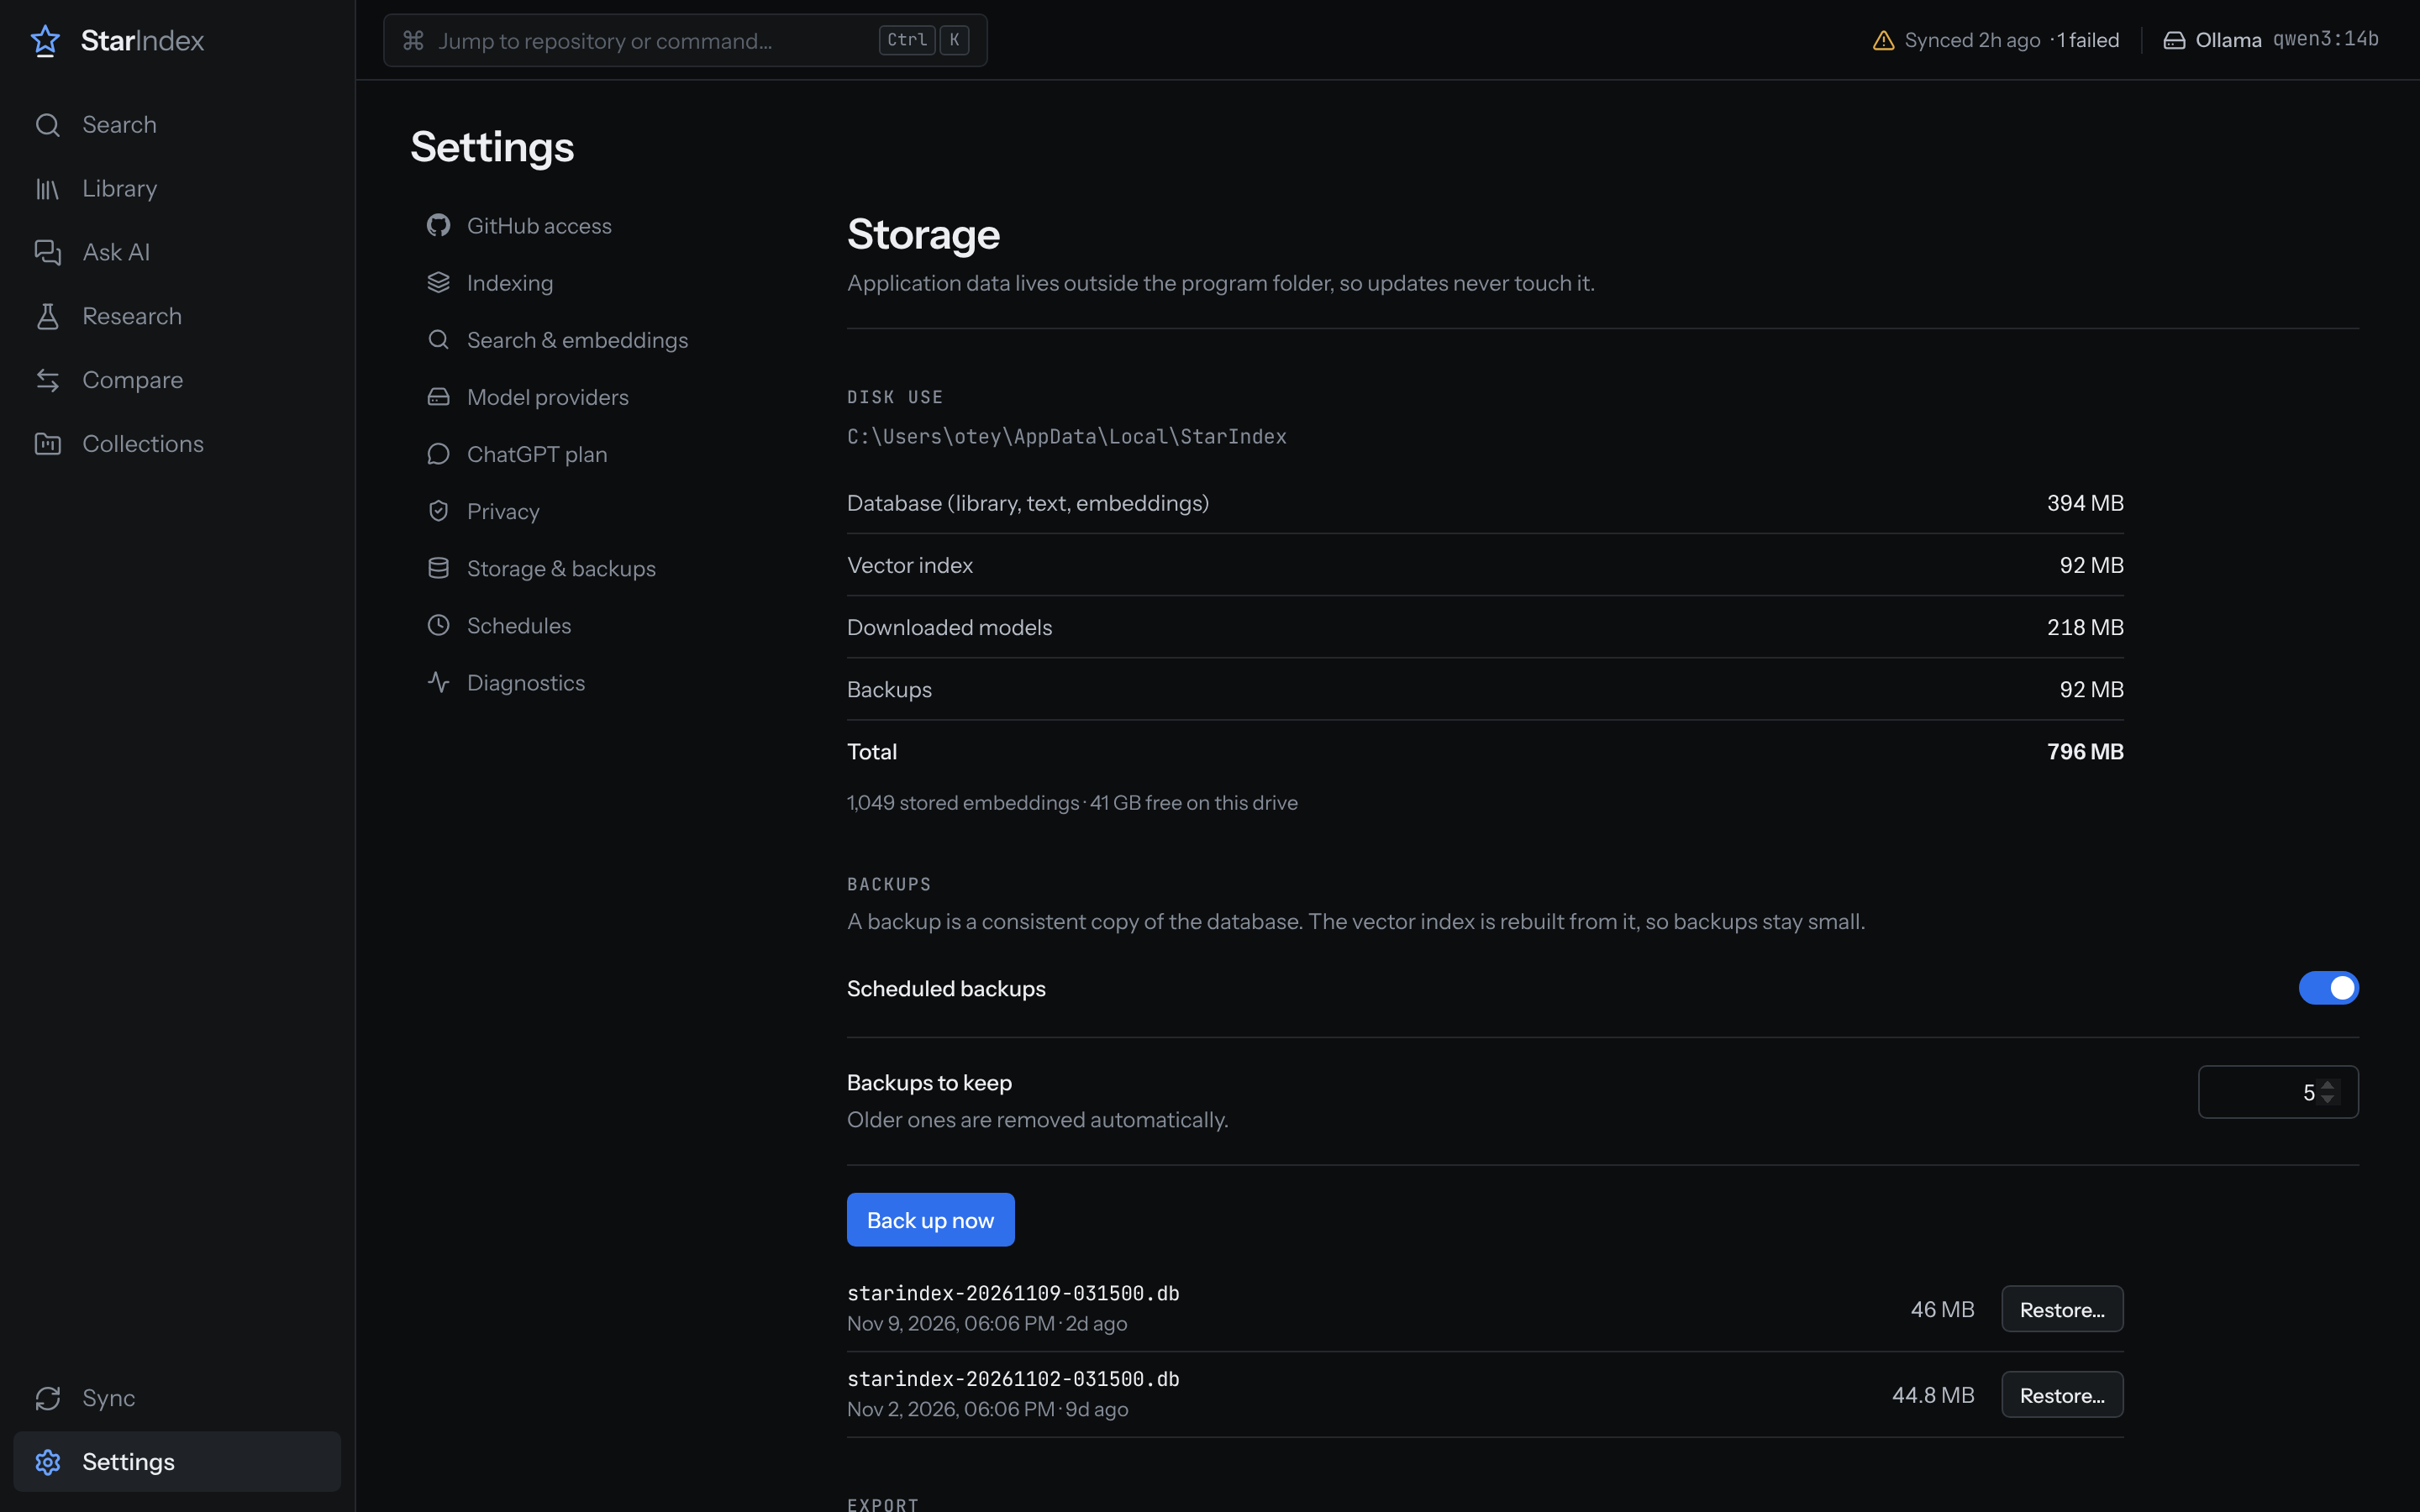 StarIndex
Search
Library
Ask AI
Research
Compare
Collections
Sync
Settings
Jump to repository or command...
Ctrl K
Synced 2h ago · 1 failed
Ollama qwen3:14b
Settings
GitHub access
Indexing
Search & embeddings
Model providers
ChatGPT plan
Privacy
Storage & backups
Schedules
Diagnostics
Storage
Application data lives outside the program folder, so updates never touch it.
DISK USE
C:\Users\otey\AppData\Local\StarIndex
Database (library, text, embeddings) 394 MB
Vector index 92 MB
Downloaded models 218 MB
Backups 92 MB
Total 796 MB
1,049 stored embeddings · 41 GB free on this drive
BACKUPS
A backup is a consistent copy of the database. The vector index is rebuilt from it, so backups stay small.
Scheduled backups
Backups to keep 5
Older ones are removed automatically.
Back up now
starindex-20261109-031500.db
Nov 9, 2026, 06:06 PM · 2d ago
46 MB Restore...
starindex-20261102-031500.db
Nov 2, 2026, 06:06 PM · 9d ago
44.8 MB Restore...
EXPORT